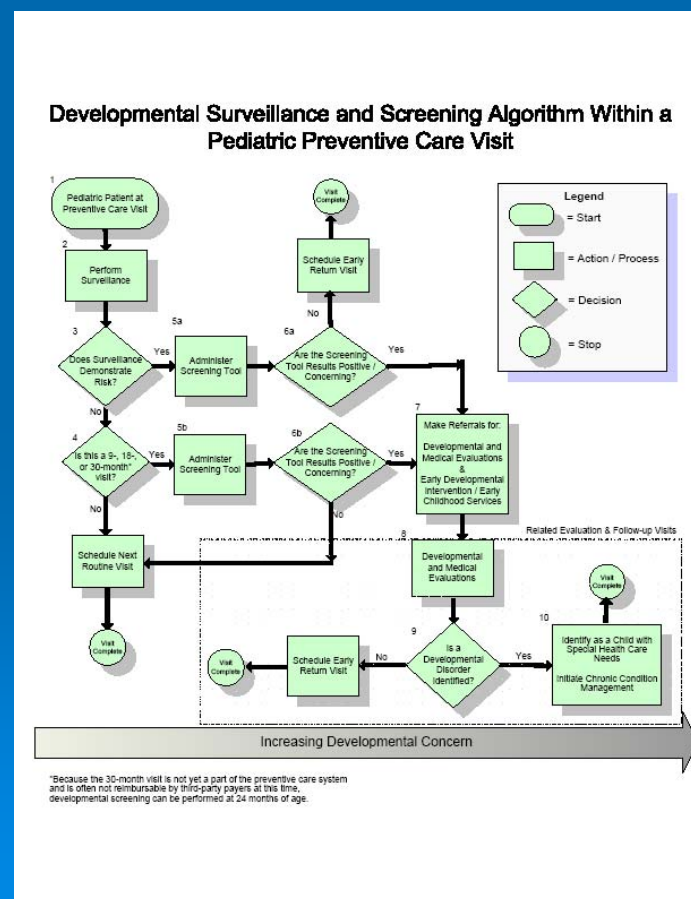 Developmental Surveillance and Screening Algorithm Within a
Pediatric Preventive Care Visit
1
Pediatric Patient at
Preventive Care Visit
2
Perform
Surveillance
3
Does Surveillance
Demonstrate
Risk?
Yes
No
5a
Administer
Screening Tool
6a
Are the Screening
Tool Results Positive /
Concerning?
No
Yes
Schedule Early
Return Visit
Visit
Complete
Legend
= Start
= Action / Process
= Decision
= Stop
4
Is this a 9-, 18-,
or 30-month*
visit?
Yes
No
5b
Administer
Screening Tool
6b
Are the Screening
Tool Results Positive /
Concerning?
Yes
No
7
Make Referrals for:
Developmental and
Medical Evaluations
&
Early Developmental
Intervention / Early
Childhood Services
Schedule Next
Routine Visit
Visit
Complete
Related Evaluation & Follow-up Visits
8
Developmental
and Medical
Evaluations
9
Is a
Developmental
Disorder
Identified?
No
Yes
Schedule Early
Return Visit
Visit
Complete
10
Identify as a Child with
Special Health Care
Needs
Initiate Chronic Condition
Management
Visit
Complete
Increasing Developmental Concern
*Because the 30-month visit is not yet a part of the preventive care system
and is often not reimbursable by third-party payers at this time,
developmental screening can be performed at 24 months of age.